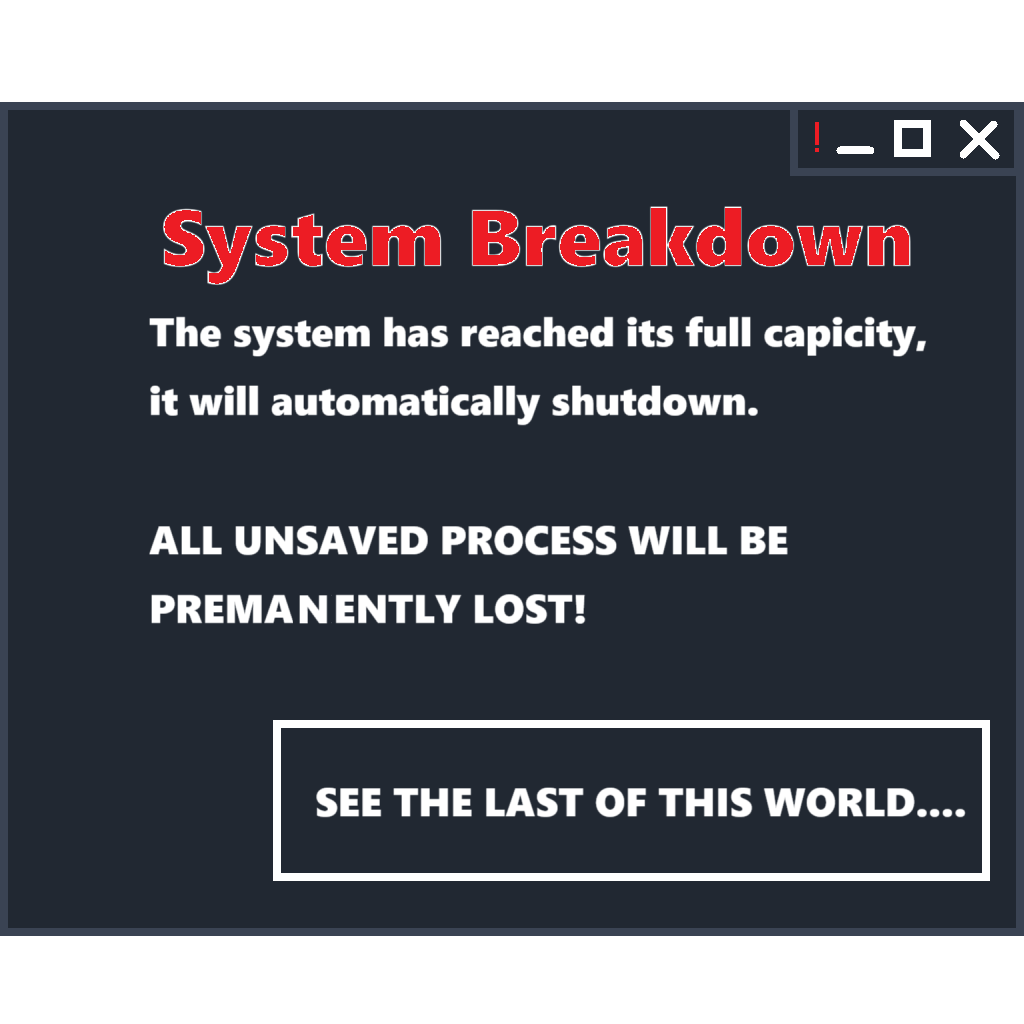 !
System Breakdown
The system has reached its full capicity,
it will automatically shutdown.
ALL UNSAVED PROCESS WILL BE
PREMANENTLY LOST!
SEE THE LAST OF THIS WORLD....